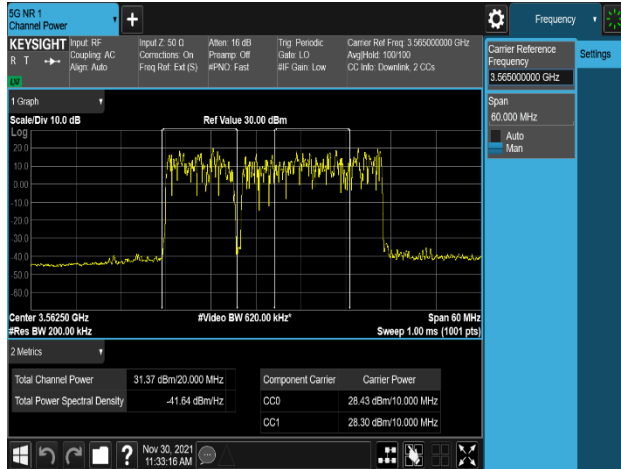 5G NR 1
Channel Power
Frequency
KEYSIGHT
R T
Input: RF
Coupling: AC
Align: Auto
Input Z: 50 Ω
Corrections: On
Freq Ref: Ext (S)
Atten: 16 dB
Preamp: Off
#PNO: Fast
Trig: Periodic
Gate: LO
#IF Gain: Low
Carrier Ref Freq: 3.565000000 GHz
Avg|Hold: 100/100
CC Info: Downlink, 2 CCs
Carrier Reference
Frequency
3.565000000 GHz
Settings
Span
60.000 MHz
Auto
Man
1 Graph
Scale/Div 10.0 dB
Ref Value 30.00 dBm
Log
20.0
10.0
0.00
-10.0
-20.0
-30.0
-40.0
-50.0
-60.0
Center 3.56250 GHz
#Video BW 620.00 kHz*
Span 60 MHz
#Res BW 200.00 kHz
Sweep 1.00 ms (1001 pts)
2 Metrics
Total Channel Power 31.37 dBm/20.000 MHz
Total Power Spectral Density -41.64 dBm/Hz
Component Carrier Carrier Power
CC0 28.43 dBm/10.000 MHz
CC1 28.30 dBm/10.000 MHz
?
Nov 30, 2021
11:33:16 AM